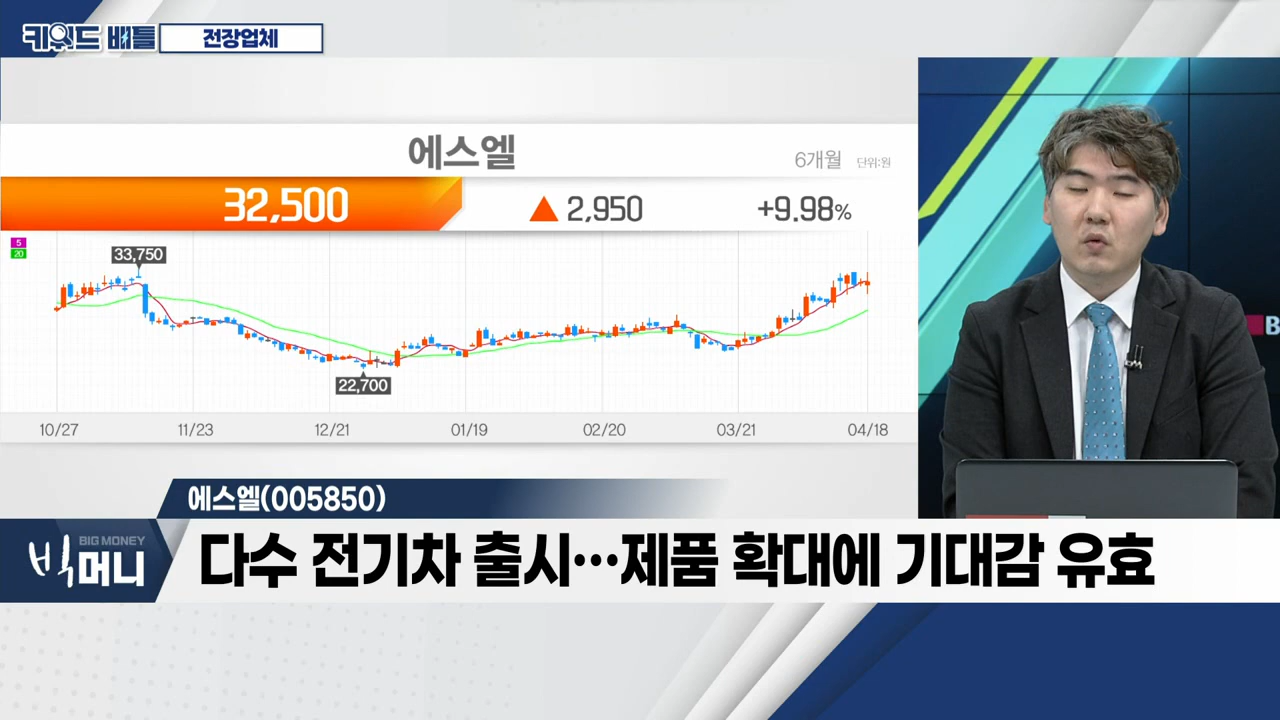 키워드 배틀
전장업체
에스엘
6개월 단위:원
32,500
▲ 2,950
+9.98%
5
20
33,750
22,700
10/27 11/23 12/21 01/19 02/20 03/21 04/18
에스엘(005850)
BIG MONEY
빅머니
다수 전기차 출시…제품 확대에 기대감 유효